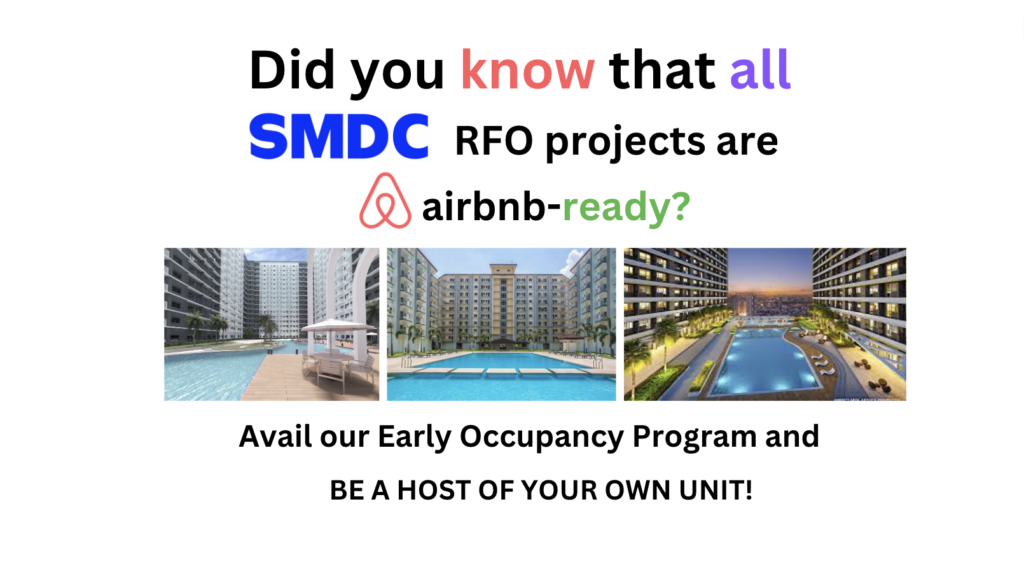 Did you know that all
SMDC RFO projects are
airbnb-ready?
Avail our Early Occupancy Program and
BE A HOST OF YOUR OWN UNIT!